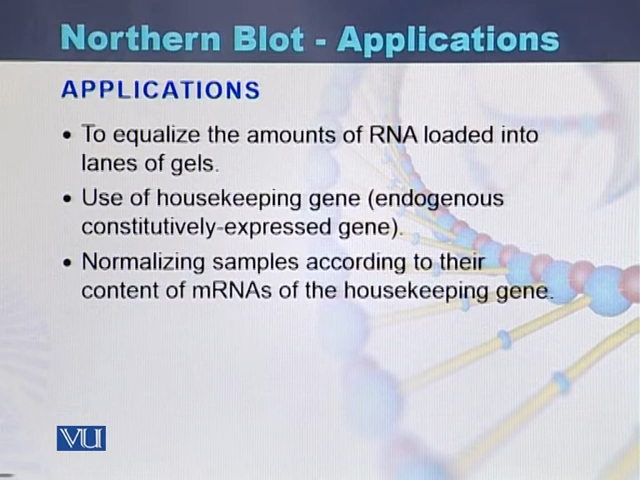 Northern Blot - Applications
APPLICATIONS
• To equalize the amounts of RNA loaded into
lanes of gels.
• Use of housekeeping gene (endogenous
constitutively-expressed gene).
• Normalizing samples according to their
content of mRNAs of the housekeeping gene.
VU